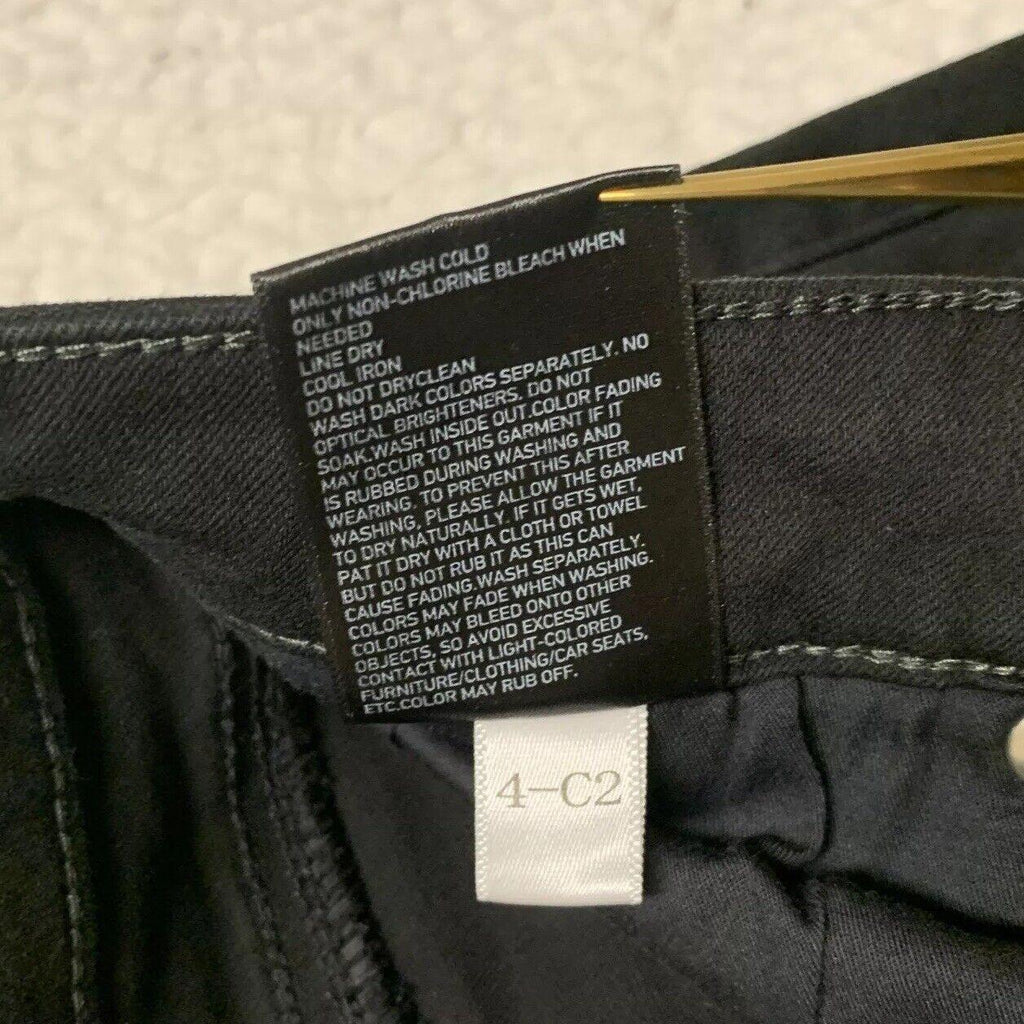 MACHINE WASH COLD
ONLY NON-CHLORINE BLEACH WHEN
NEEDED
LINE DRY
COOL IRON
DO NOT DRYCLEAN
WASH DARK COLORS SEPARATELY. NO
OPTICAL BRIGHTENERS. DO NOT
SOAK.WASH INSIDE OUT.COLOR FADING
MAY OCCUR TO THIS GARMENT IF IT
IS RUBBED DURING WASHING AND
WEARING. TO PREVENT THIS AFTER
WASHING, PLEASE ALLOW THE GARMENT
TO DRY NATURALLY. IF IT GETS WET,
PAT IT DRY WITH A CLOTH OR TOWEL
BUT DO NOT RUB IT AS THIS CAN
CAUSE FADING.WASH SEPARATELY.
COLORS MAY FADE WHEN WASHING.
COLORS MAY BLEED ONTO OTHER
OBJECTS, SO AVOID EXCESSIVE
CONTACT WITH LIGHT-COLORED
FURNITURE/CLOTHING/CAR SEATS,
ETC.COLOR MAY RUB OFF.
4-C2